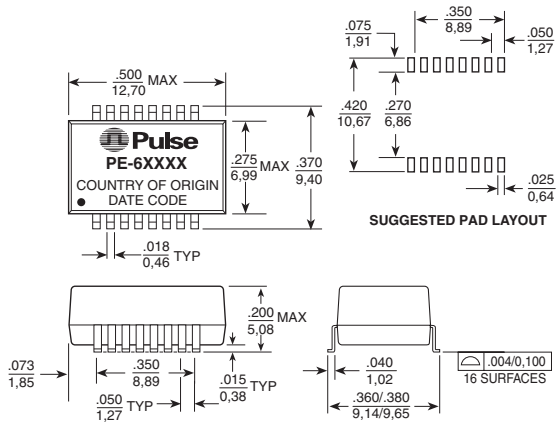 .500
12,70 MAX
Pulse
PE-6XXXX
COUNTRY OF ORIGIN
DATE CODE
.275
6,99 MAX
.370
9,40
.018
0,46 TYP
.075
1,91
.350
8,89
.050
1,27
.420
10,67
.270
6,86
.025
0,64
SUGGESTED PAD LAYOUT
.200
5,08 MAX
.073
1,85
.350
8,89
.050
1,27 TYP
.015
0,38
.040
1,02
.360/.380
9,14/9,65
.004/0,100
16 SURFACES